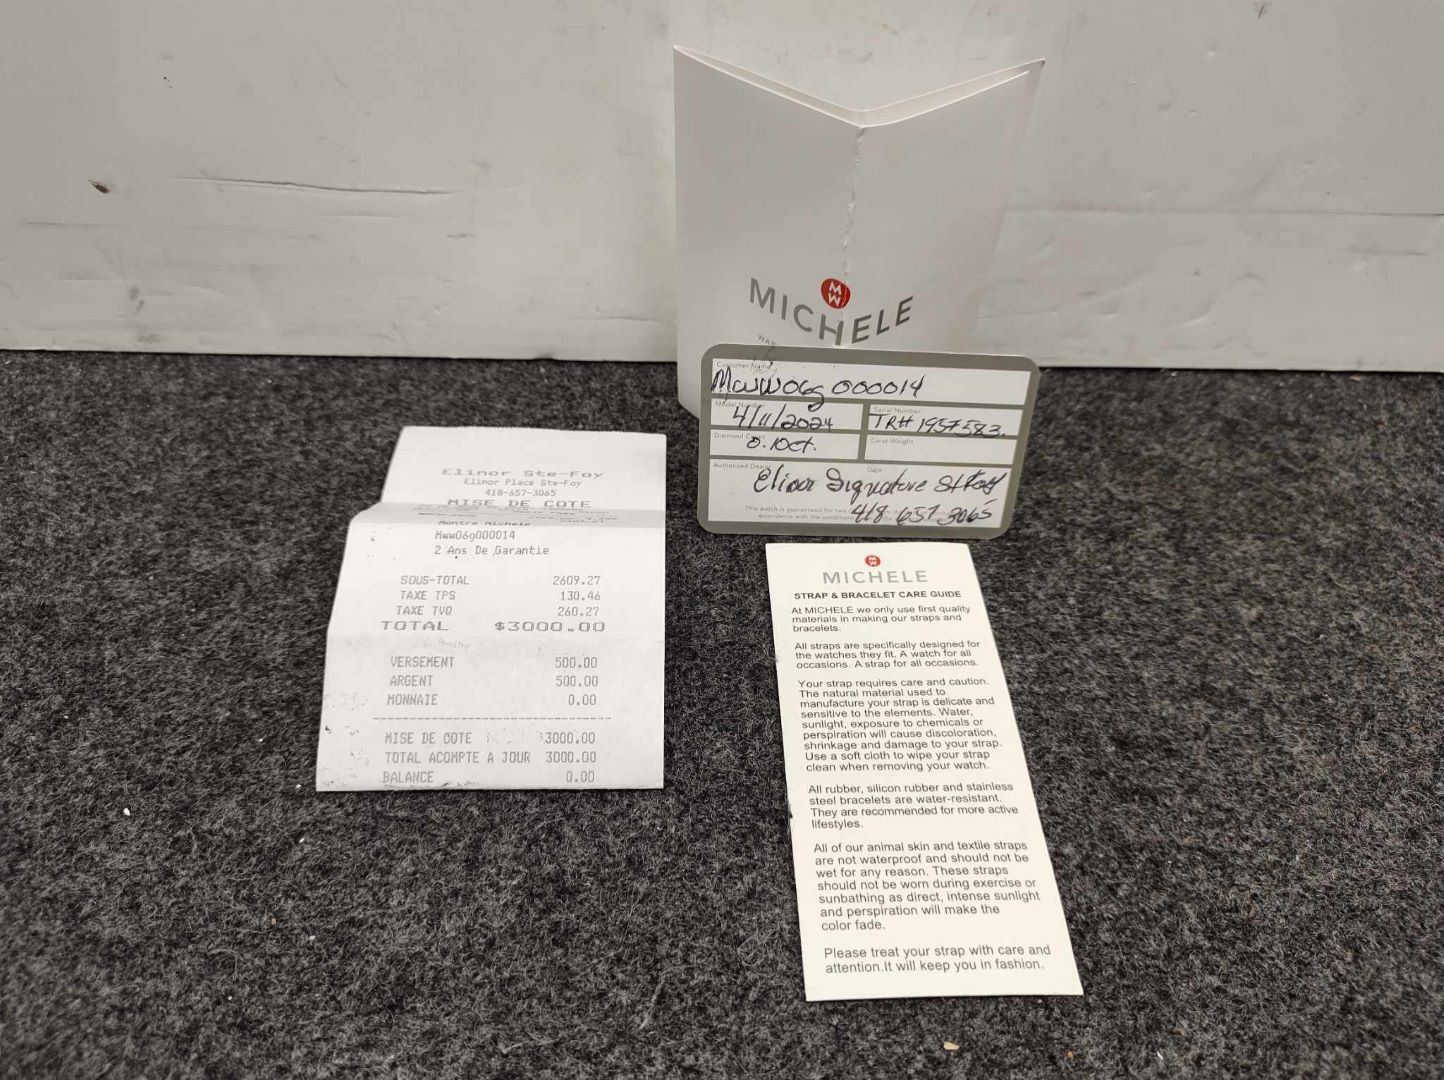 Elinor Ste-Foy
Elinor Place Ste-Foy
418-657-3065
MISE DE COTE
Montre Michele
Mww06g000014
2 Ans De Garantie
SOUS-TOTAL 2609.27
TAXE TPS 130.46
TAXE TVQ 260.27
TOTAL $3000.00
VERSEMENT 500.00
ARGENT 500.00
MONNAIE 0.00
MISE DE COTE 3000.00
TOTAL ACOMPTE A JOUR 3000.00
BALANCE 0.00
MW
MICHELE
Customer Name
Mww06g000014
Model Number
4/11/2024
Serial Number
TR# 1957583.
Diamond
0.10ct.
Carat Weight
Authorized Dealer
Date
Elinor Signature St Foy
418 657 3065
This watch is guaranteed for two
accordance with the conditions
MW
MICHELE
STRAP & BRACELET CARE GUIDE
At MICHELE we only use first quality
materials in making our straps and
bracelets.
All straps are specifically designed for
the watches they fit. A watch for all
occasions. A strap for all occasions.
Your strap requires care and caution.
The natural material used to
manufacture your strap is delicate and
sensitive to the elements. Water,
sunlight, exposure to chemicals or
perspiration will cause discoloration,
shrinkage and damage to your strap.
Use a soft cloth to wipe your strap
clean when removing your watch.
All rubber, silicon rubber and stainless
steel bracelets are water-resistant.
They are recommended for more active
lifestyles.
All of our animal skin and textile straps
are not waterproof and should not be
wet for any reason. These straps
should not be worn during exercise or
sunbathing as direct, intense sunlight
and perspiration will make the
color fade.
Please treat your strap with care and
attention.It will keep you in fashion.